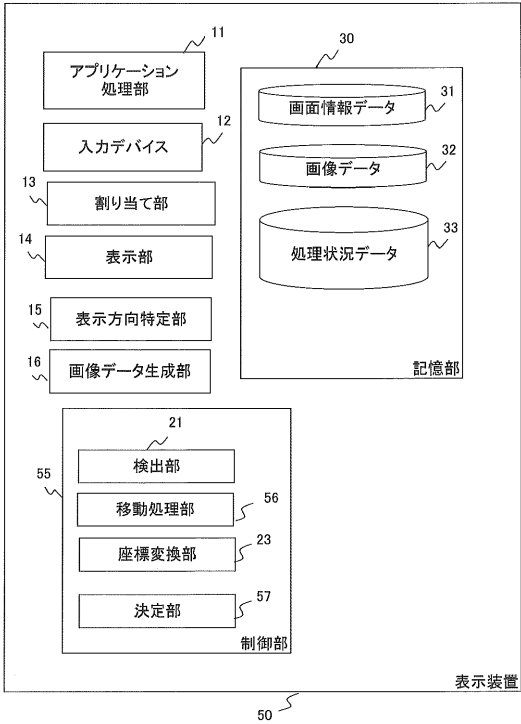 11
アプリケーション
処理部
12
入力デバイス
13
割り当て部
14
表示部
15
表示方向特定部
16
画像データ生成部
30
画面情報データ
31
画像データ
32
処理状況データ
33
記憶部
21
検出部
55
移動処理部
56
座標変換部
23
決定部
57
制御部
表示装置
50